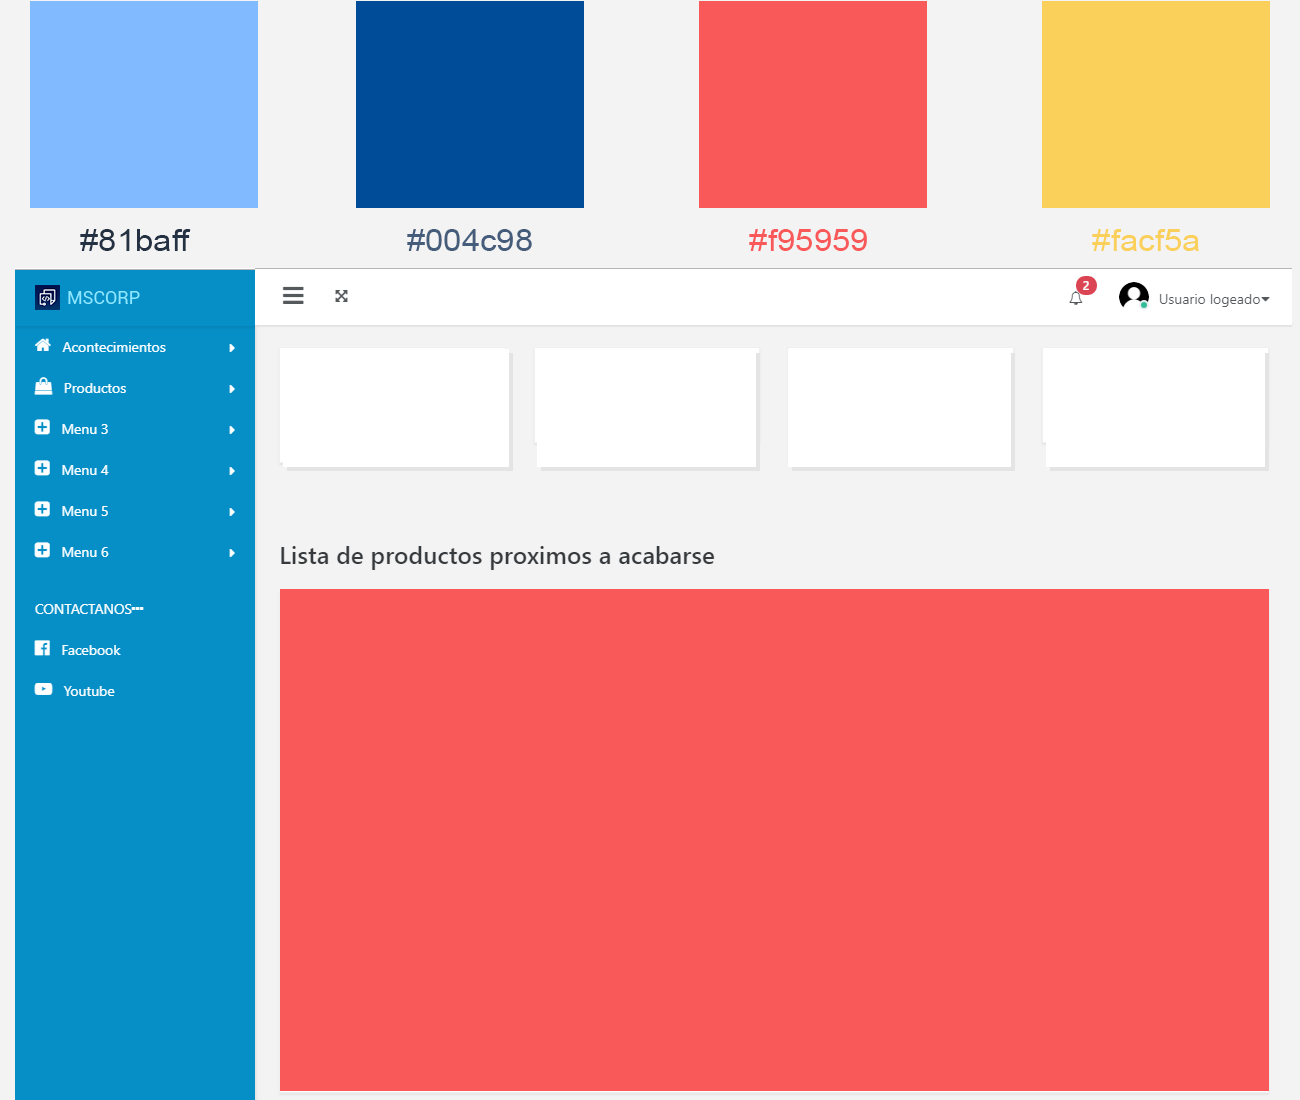 #81baff
#004c98
#f95959
#facf5a
MSCORP
2
Usuario logeado
Acontecimientos
Productos
Menu 3
Menu 4
Menu 5
Menu 6
CONTACTANOS
Facebook
Youtube
Lista de productos proximos a acabarse